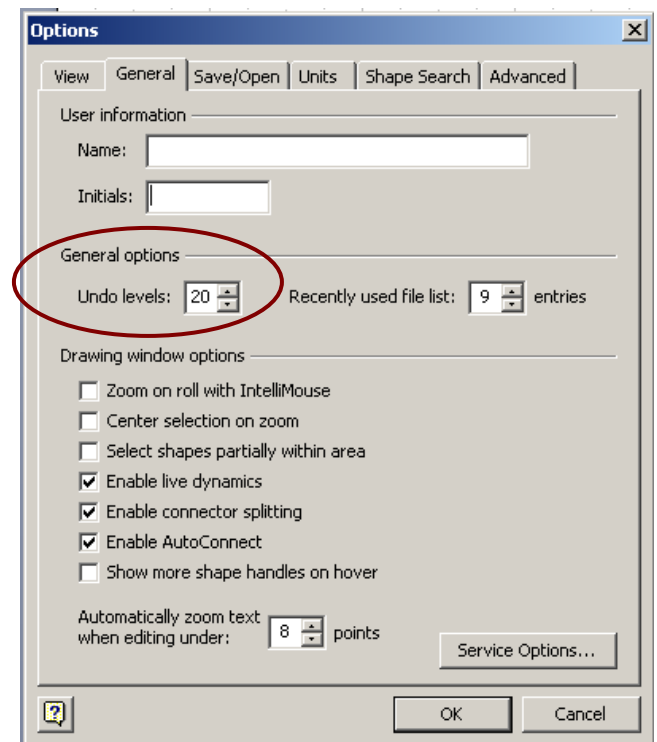 Options
View General Save/Open Units Shape Search Advanced
User information
Name:
Initials:
General options
Undo levels: 20 Recently used file list: 9 entries
Drawing window options
Zoom on roll with IntelliMouse
Center selection on zoom
Select shapes partially within area
Enable live dynamics
Enable connector splitting
Enable AutoConnect
Show more shape handles on hover
Automatically zoom text
when editing under: 8 points
Service Options...
? OK Cancel